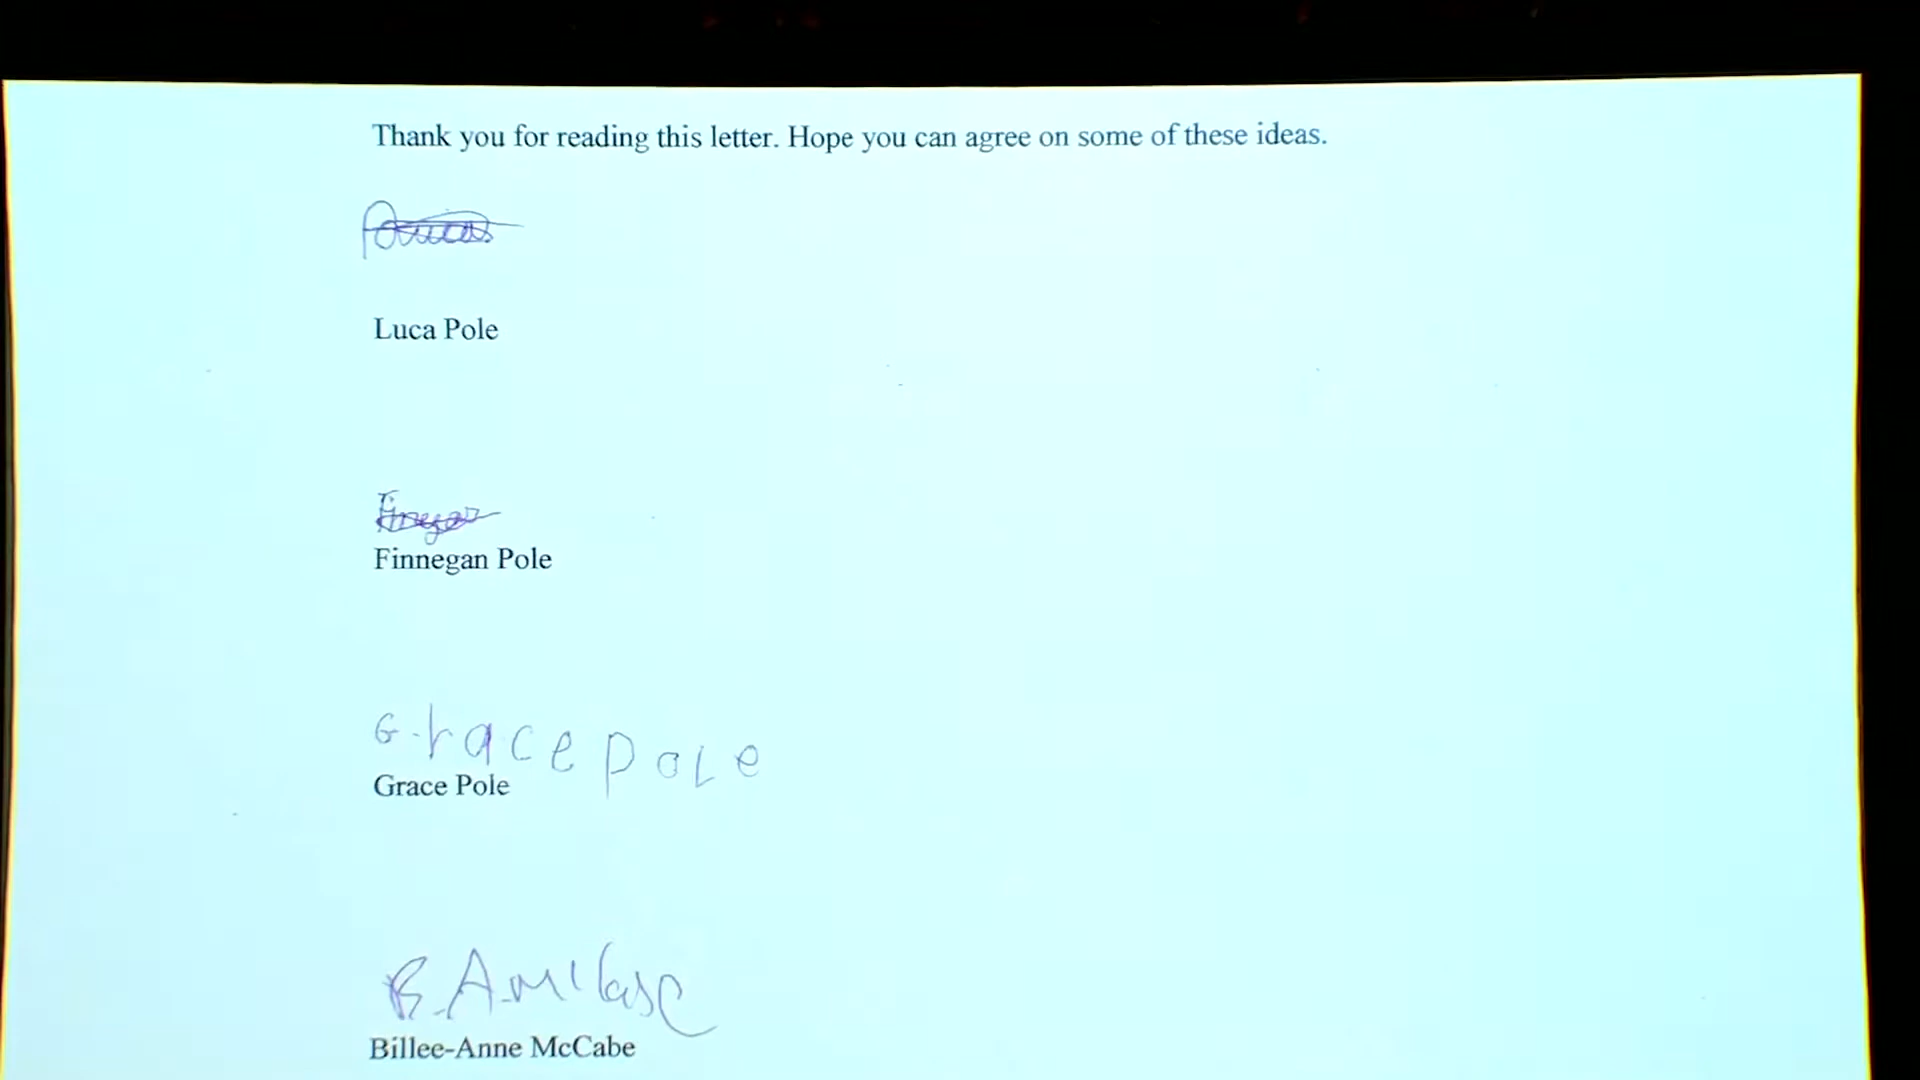 Thank you for reading this letter. Hope you can agree on some of these ideas.
Luca Pole
Finnegan Pole
Grace pole
Grace Pole
Billee-Anne McCabe